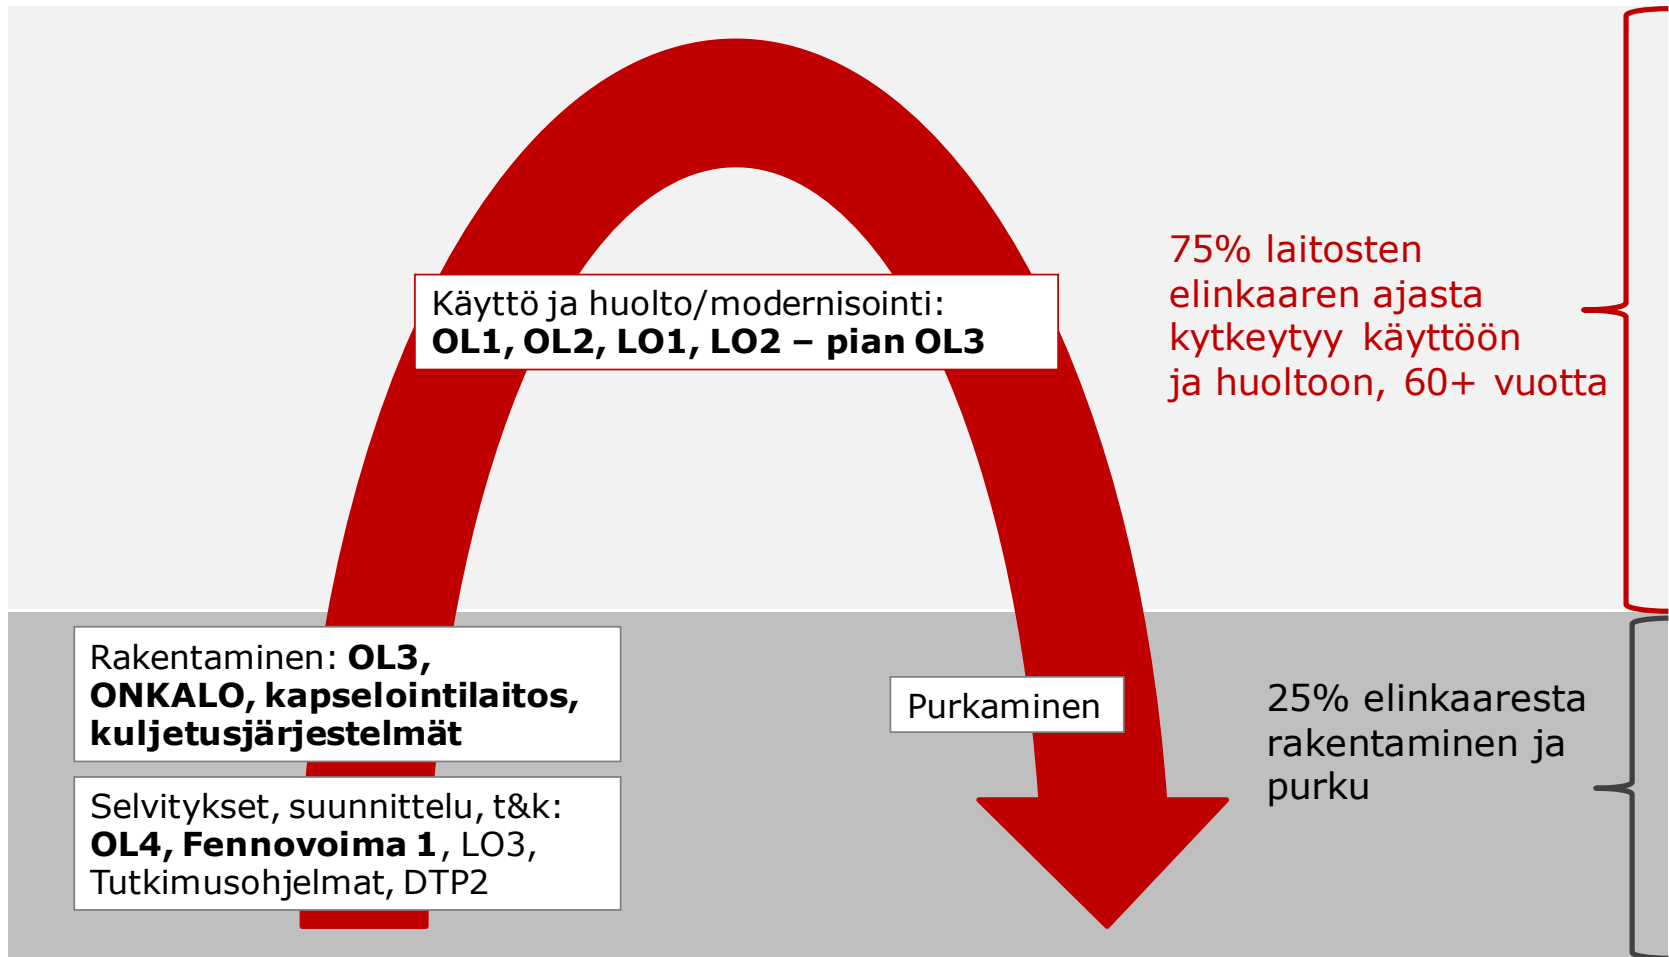 Käyttö ja huolto/modernisointi:
OL1, OL2, LO1, LO2 – pian OL3
75% laitosten
elinkaaren ajasta
kytkeytyy käyttöön
ja huoltoon, 60+ vuotta
Rakentaminen: OL3,
ONKALO, kapselointilaitos,
kuljetusjärjestelmät
Selvitykset, suunnittelu, t&k:
OL4, Fennovoima 1, LO3,
Tutkimusohjelmat, DTP2
Purkaminen
25% elinkaaresta
rakentaminen ja
purku